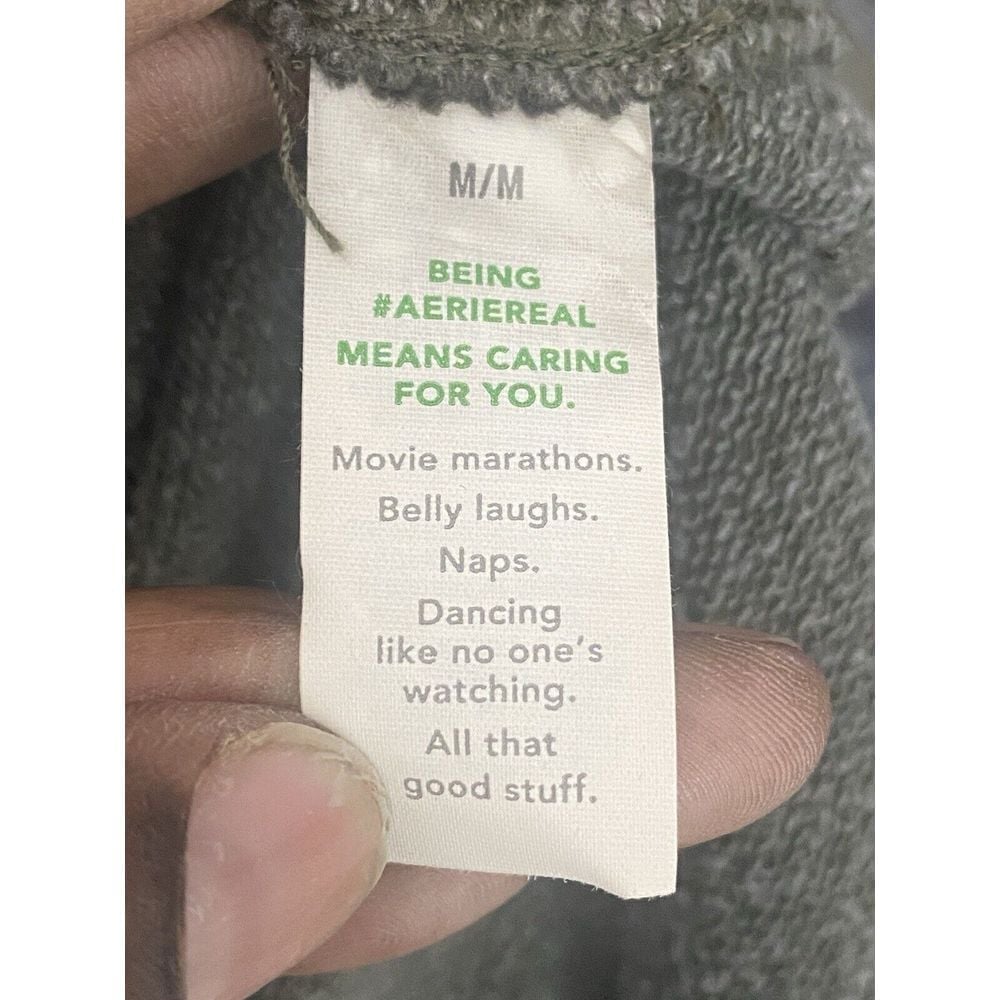 M/M
BEING
#AERIEREAL
MEANS CARING
FOR YOU.
Movie marathons.
Belly laughs.
Naps.
Dancing
like no one's
watching.
All that
good stuff.